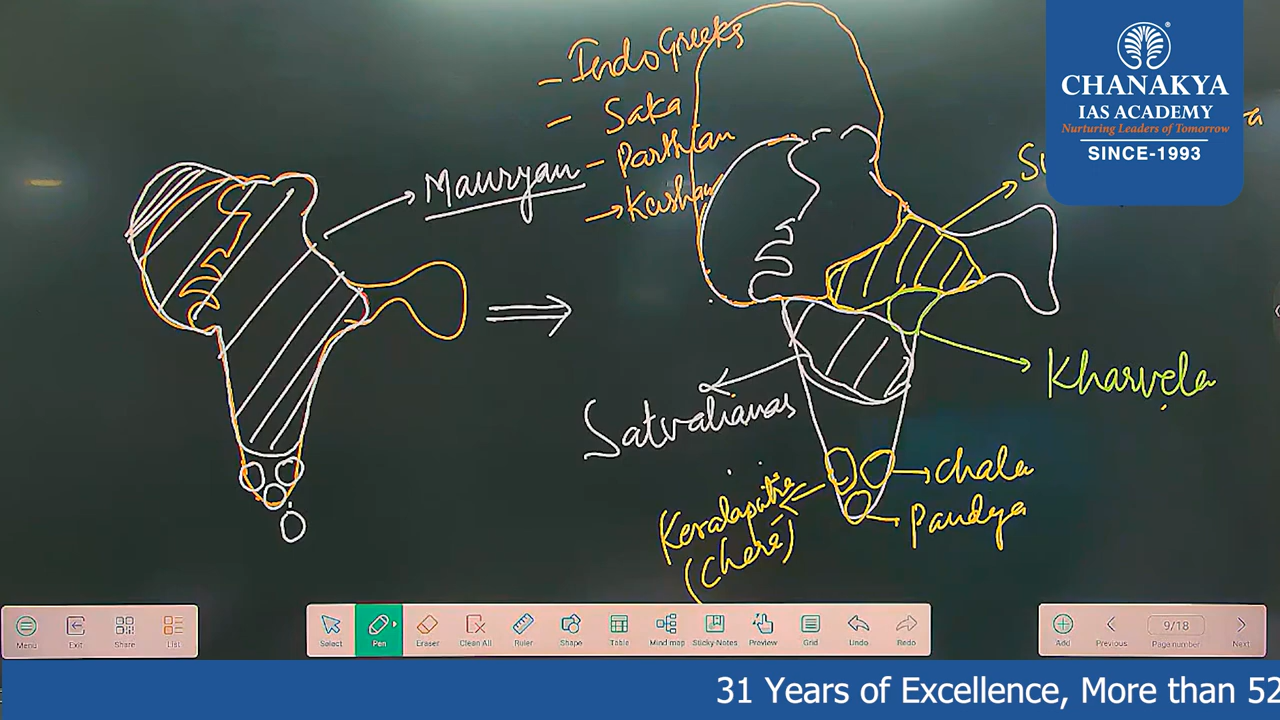 - Indo Greeks
- Saka
- Parthian
→ Kushan
Mauryan
CHANAKYA
IAS ACADEMY
Nurturing Leaders of Tomorrow
SINCE-1993
Kharvela
Satvahanas
Keralaputra
(Chera)
Chola
Pandya
Menu
Exit
Share
List
Select
Pen
Eraser
Clean All
Ruler
Shape
Table
Mind map
Sticky-Notes
Preview
Grid
Undo
Redo
Add
Previous
9/18
Page number
Next
31 Years of Excellence, More than 52